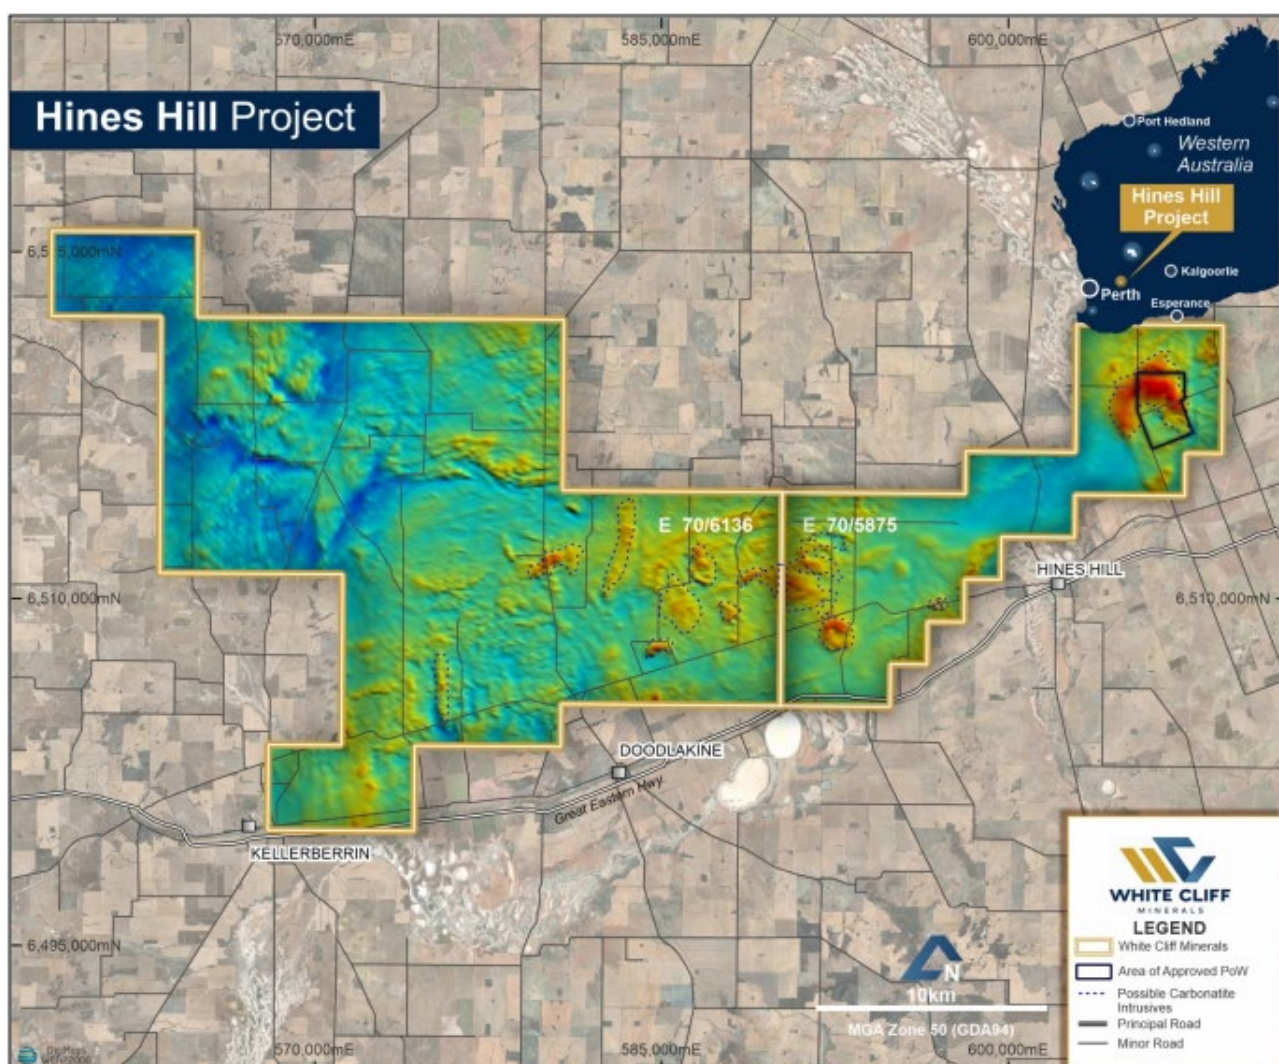 570,000mE
585,000mE
600,000mE
Hines Hill Project
Port Hedland
Western
Australia
Hines Hill
Project
Kalgoorlie
Perth
Esperance
6,525,000mN
E 70/6136
E 70/5875
HINES HILL
6,510,000mN
6,510,000mN
DOODLAKINE
Great Eastern Hwy
KELLERBERRIN
WHITE CLIFF
MINERALS
LEGEND
White Cliff Minerals
Area of Approved PoW
Possible Carbonatite
Intrusives
Principal Road
Minor Road
6,495,000mN
N
10km
MGA Zone 50 (GDA94)
570,000mE
585,000mE
600,000mE